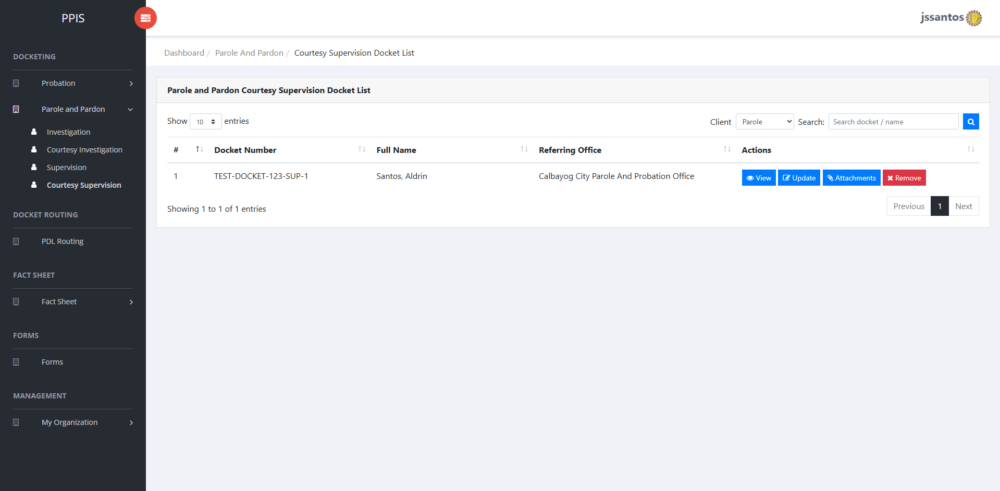 PPIS
jssantos
DOCKETING
Probation
Parole and Pardon
Investigation
Courtesy Investigation
Supervision
Courtesy Supervision
DOCKET ROUTING
PDL Routing
FACT SHEET
Fact Sheet
FORMS
Forms
MANAGEMENT
My Organization
Dashboard / Parole And Pardon / Courtesy Supervision Docket List
Parole and Pardon Courtesy Supervision Docket List
Show 10 entries
Client Parole Search: Search docket / name
# Docket Number Full Name Referring Office Actions
1 TEST-DOCKET-123-SUP-1 Santos, Aldrin Calbayog City Parole And Probation Office View Update Attachments Remove
Showing 1 to 1 of 1 entries
Previous 1 Next